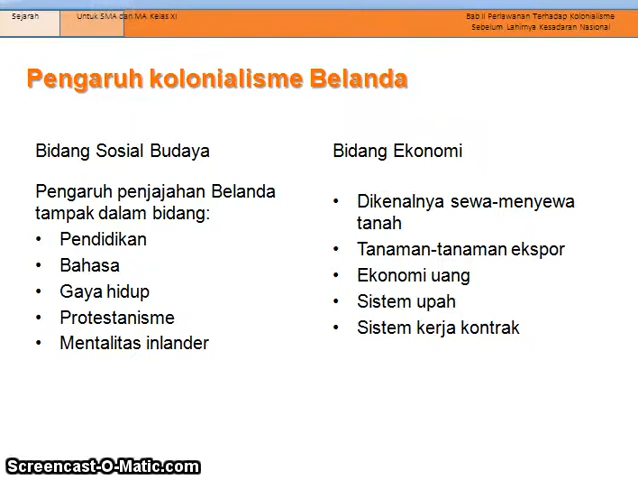 Sejarah
Untuk SMA dan MA Kelas XI
Bab II Perlawanan Terhadap Kolonialisme
Sebelum Lahirnya Kesadaran Nasional
Pengaruh kolonialisme Belanda
Bidang Sosial Budaya
Pengaruh penjajahan Belanda
tampak dalam bidang:
• Pendidikan
• Bahasa
• Gaya hidup
• Protestanisme
• Mentalitas inlander
Bidang Ekonomi
• Dikenalnya sewa-menyewa
tanah
• Tanaman-tanaman ekspor
• Ekonomi uang
• Sistem upah
• Sistem kerja kontrak
Screencast-O-Matic.com